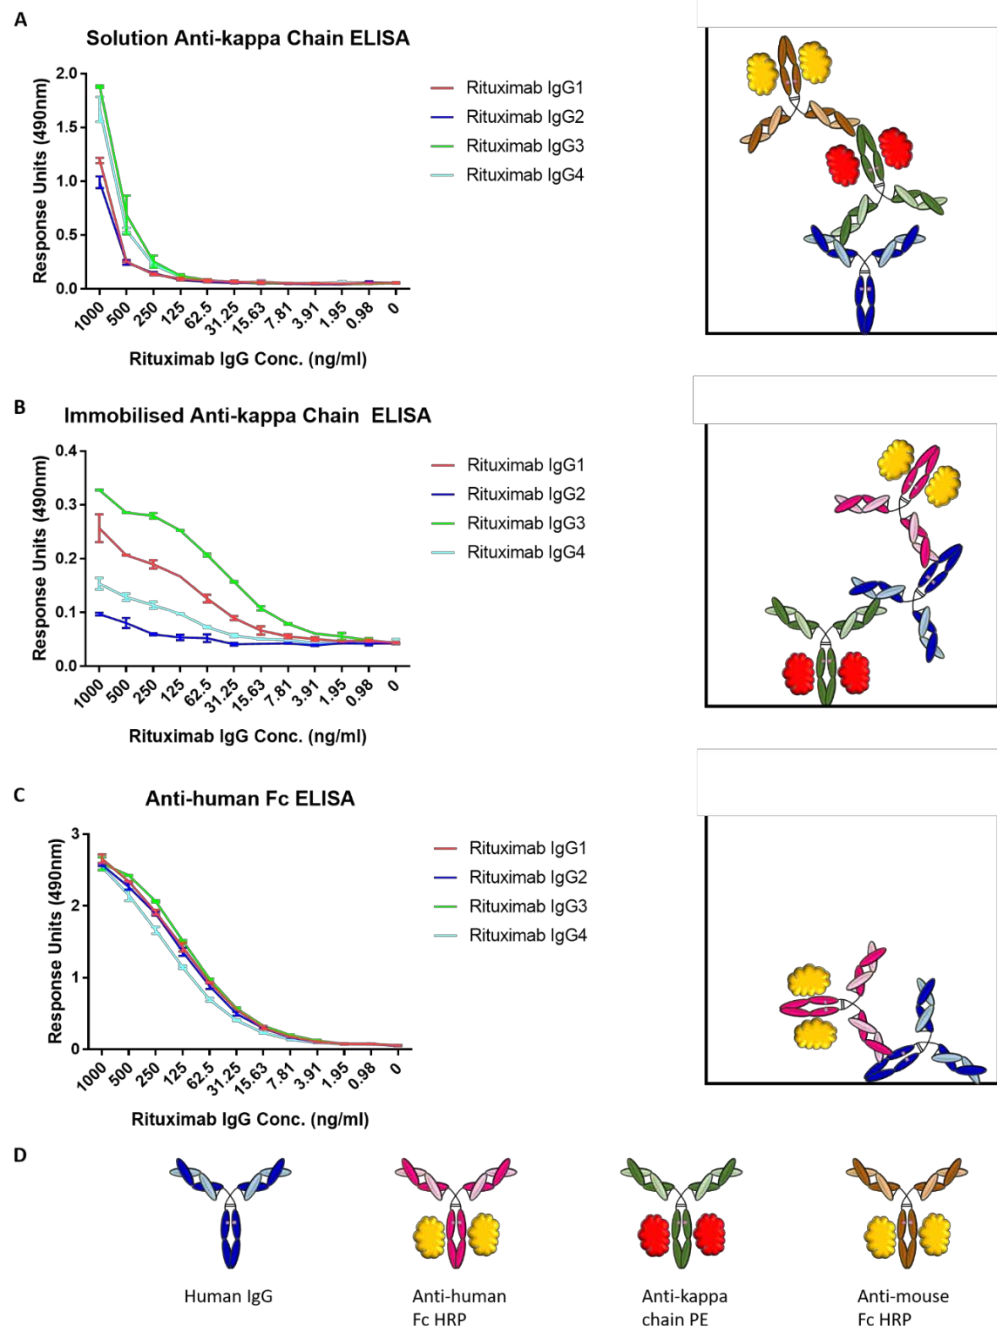 A
Solution Anti-kappa Chain ELISA
2.0
1.5
1.0
0.5
0.0
Response Units (490nm)
1000
500
250
125
62.5
31.25
15.63
7.81
3.91
1.95
0.98
0
Rituximab IgG Conc. (ng/ml)
Rituximab IgG1
Rituximab IgG2
Rituximab IgG3
Rituximab IgG4
B
Immobilised Anti-kappa Chain ELISA
0.4
0.3
0.2
0.1
0.0
Response Units (490nm)
1000
500
250
125
62.5
31.25
15.63
7.81
3.91
1.95
0.98
0
Rituximab IgG Conc. (ng/ml)
Rituximab IgG1
Rituximab IgG2
Rituximab IgG3
Rituximab IgG4
C
Anti-human Fc ELISA
3
2
1
0
Response Units (490nm)
1000
500
250
125
62.5
31.25
15.63
7.81
3.91
1.95
0.98
0
Rituximab IgG Conc. (ng/ml)
Rituximab IgG1
Rituximab IgG2
Rituximab IgG3
Rituximab IgG4
D
Human IgG
Anti-human
Fc HRP
Anti-kappa
chain PE
Anti-mouse
Fc HRP